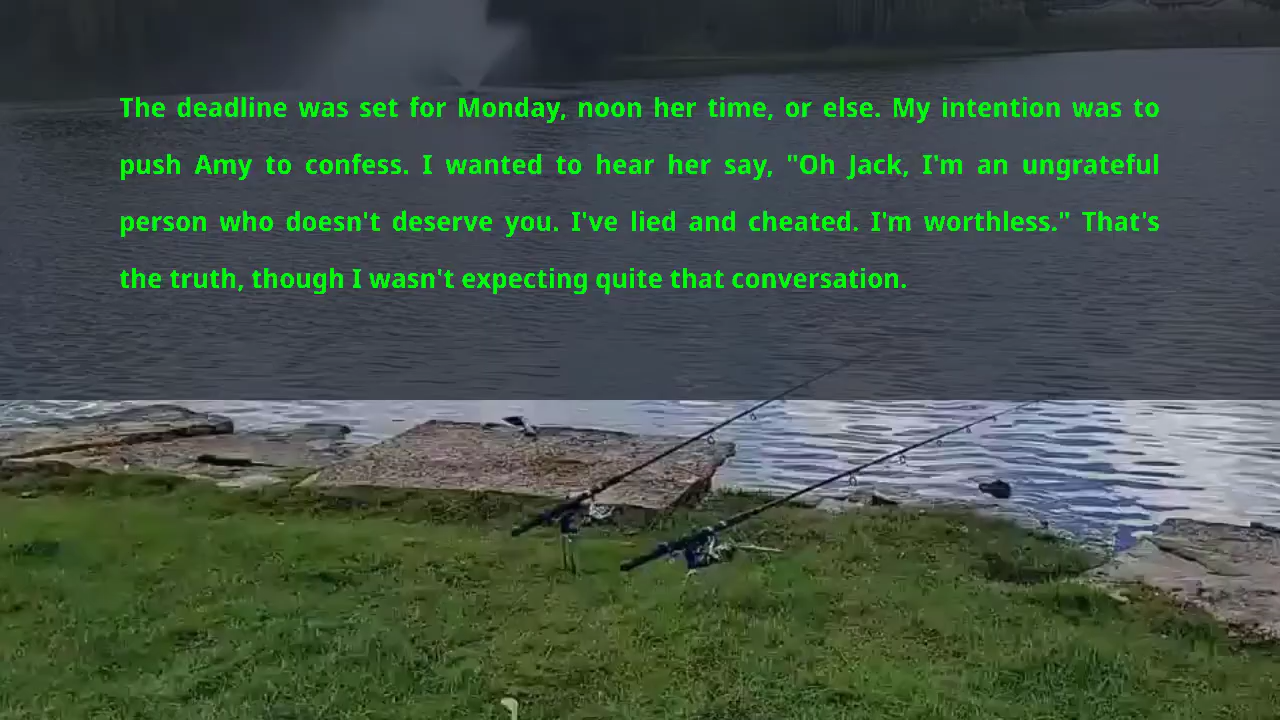 The deadline was set for Monday, noon her time, or else. My intention was to
push Amy to confess. I wanted to hear her say, "Oh Jack, I'm an ungrateful
person who doesn't deserve you. I've lied and cheated. I'm worthless." That's
the truth, though I wasn't expecting quite that conversation.